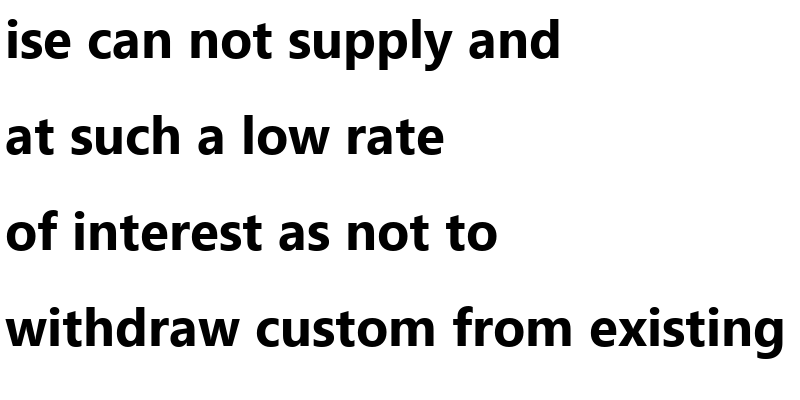 ise can not supply and
at such a low rate
of interest as not to
withdraw custom from existing